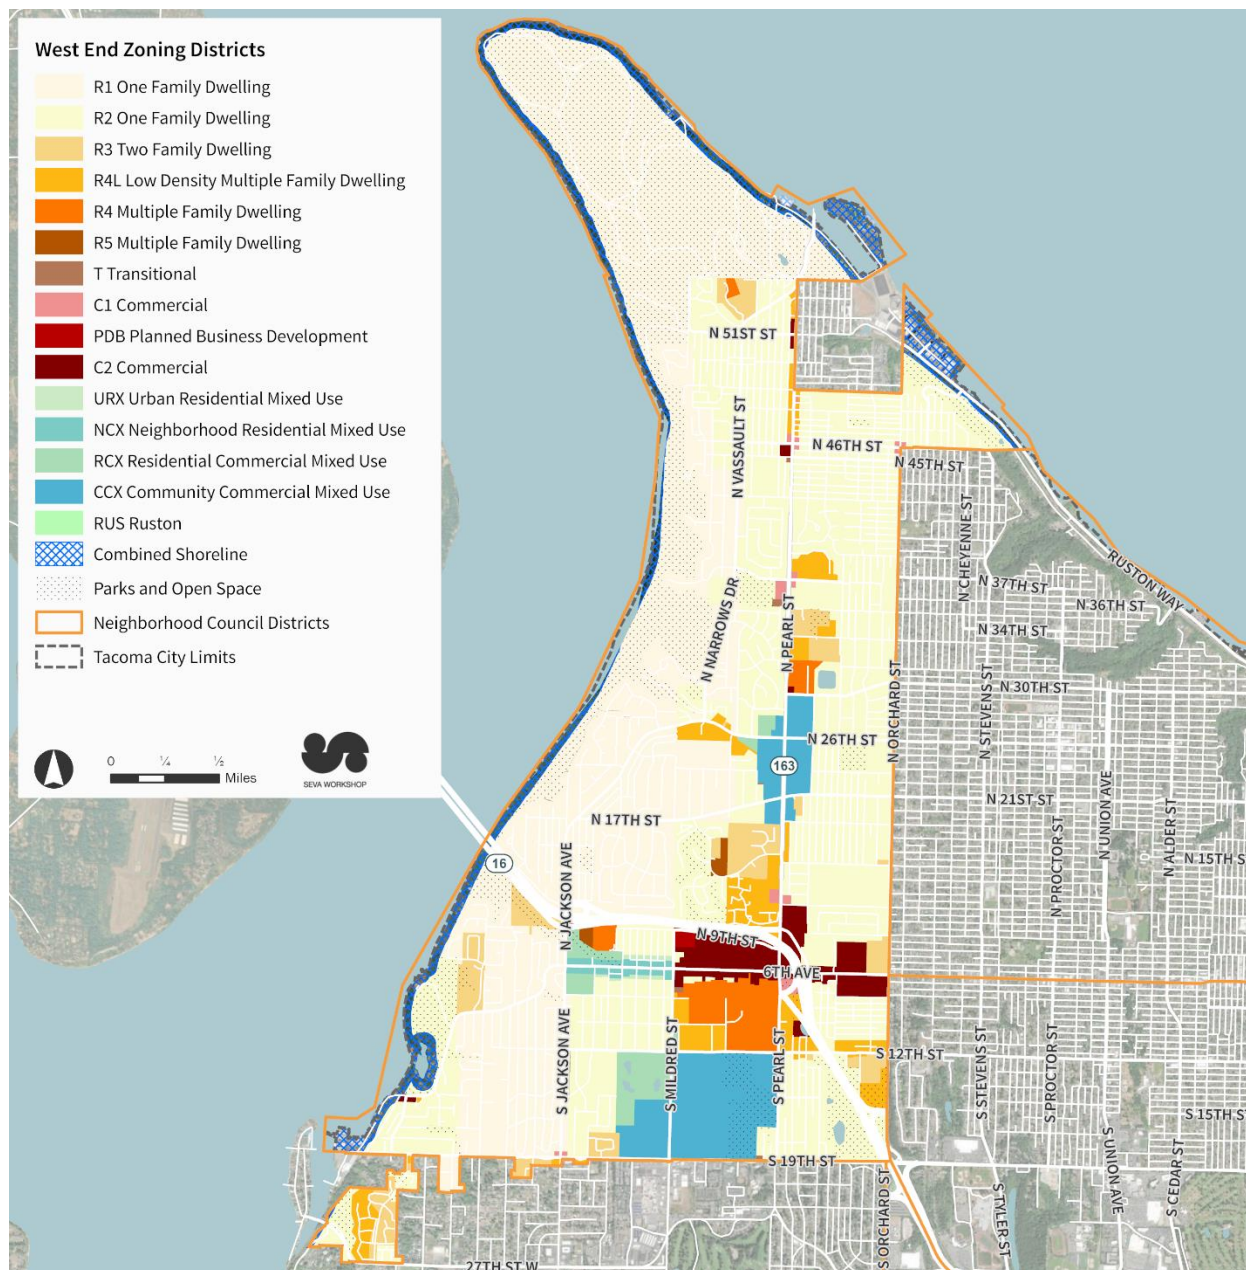 West End Zoning Districts
R1 One Family Dwelling
R2 One Family Dwelling
R3 Two Family Dwelling
R4L Low Density Multiple Family Dwelling
R4 Multiple Family Dwelling
R5 Multiple Family Dwelling
T Transitional
C1 Commercial
PDB Planned Business Development
C2 Commercial
URX Urban Residential Mixed Use
NCX Neighborhood Residential Mixed Use
RCX Residential Commercial Mixed Use
CCX Community Commercial Mixed Use
RUS Ruston
Combined Shoreline
Parks and Open Space
Neighborhood Council Districts
Tacoma City Limits
0 ¼ ½
Miles
SEVA WORKSHOP
N 51ST ST
N VASSAULT ST
N 46TH ST
N 45TH ST
N CHEYENNE ST
RUSTON WAY
N 37TH ST
N 36TH ST
N 34TH ST
N NARROWS DR
N PEARL ST
N ORCHARD ST
N STEVENS ST
N 30TH ST
N 26TH ST
163
N 21ST ST
N UNION AVE
N ALDER ST
N 17TH ST
N PROCTOR ST
N 15TH S
16
N JACKSON AVE
N 9TH ST
6TH AVE
S JACKSON AVE
S MILDRED ST
S PEARL ST
S 12TH ST
S STEVENS ST
S PROCTOR ST
S 15TH ST
S UNION AVE
S CEDAR ST
S 19TH ST
S ORCHARD ST
S TYLER ST
27TH ST W